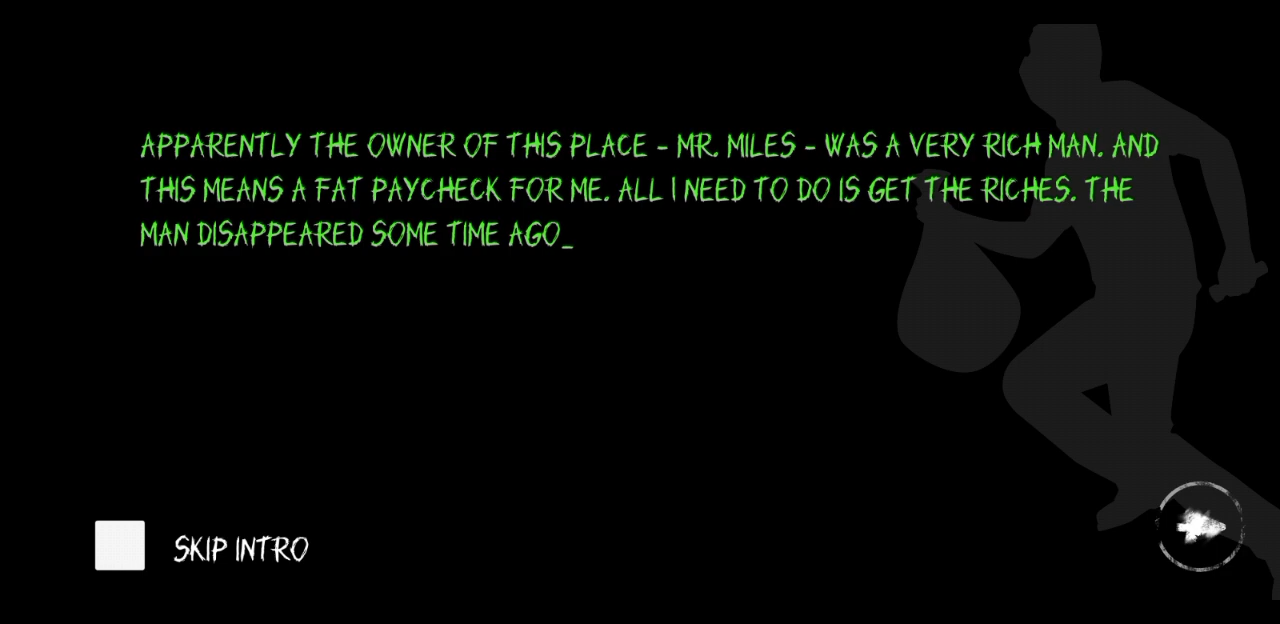 APPARENTLY THE OWNER OF THIS PLACE - MR. MILES - WAS A VERY RICH MAN. AND
THIS MEANS A FAT PAYCHECK FOR ME. ALL I NEED TO DO IS GET THE RICHES. THE
MAN DISAPPEARED SOME TIME AGO_
SKIP INTRO